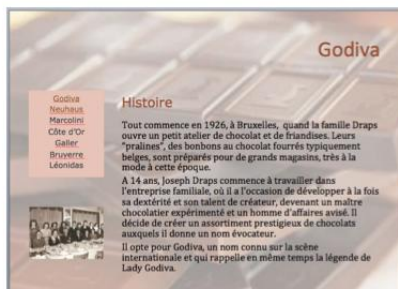 Godiva
Godiva
Neuhaus
Marcolini
Côte d'Or
Galler
Bruyerre
Léonidas
Histoire
Tout commence en 1926, à Bruxelles, quand la famille Draps
ouvre un petit atelier de chocolat et de friandises. Leurs
"pralines", des bonbons au chocolat fourrés typiquement
belges, sont préparés pour de grands magasins, très à la
mode à cette époque.
A 14 ans, Joseph Draps commence à travailler dans
l'entreprise familiale, où il a l'occasion de développer à la fois
sa dextérité et son talent de créateur, devenant un maître
chocolatier expérimenté et un homme d'affaires avisé. Il
décide de créer un assortiment prestigieux de chocolats
auxquels il donne un nom évocateur.
Il opte pour Godiva, un nom connu sur la scène
internationale et qui rappelle en même temps la légende de
Lady Godiva.